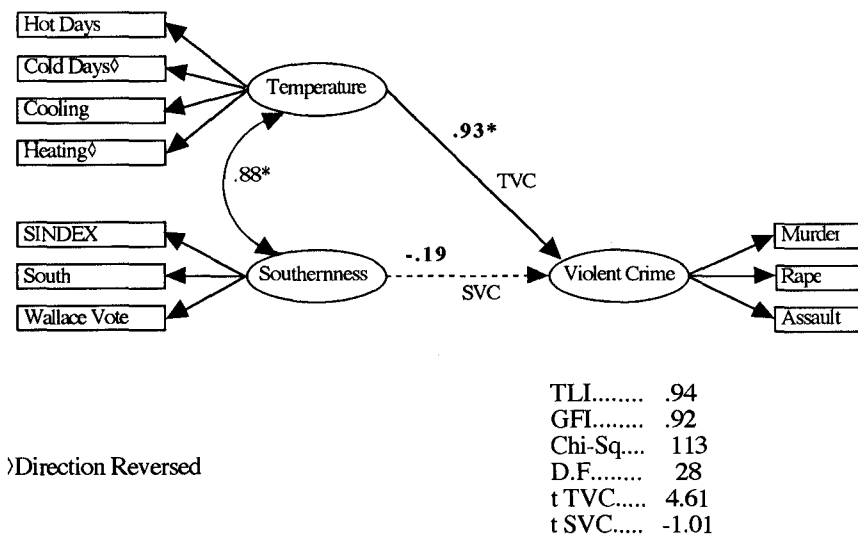 Hot Days
Cold Days◊
Cooling
Heating◊
Temperature
.93*
TVC
.88*
SINDEX
South
Wallace Vote
Southernness
-.19
SVC
Violent Crime
Murder
Rape
Assault
TLI........ .94
GFI........ .92
Chi-Sq.... 113
D.F........ 28
t TVC..... 4.61
t SVC..... -1.01
◊Direction Reversed